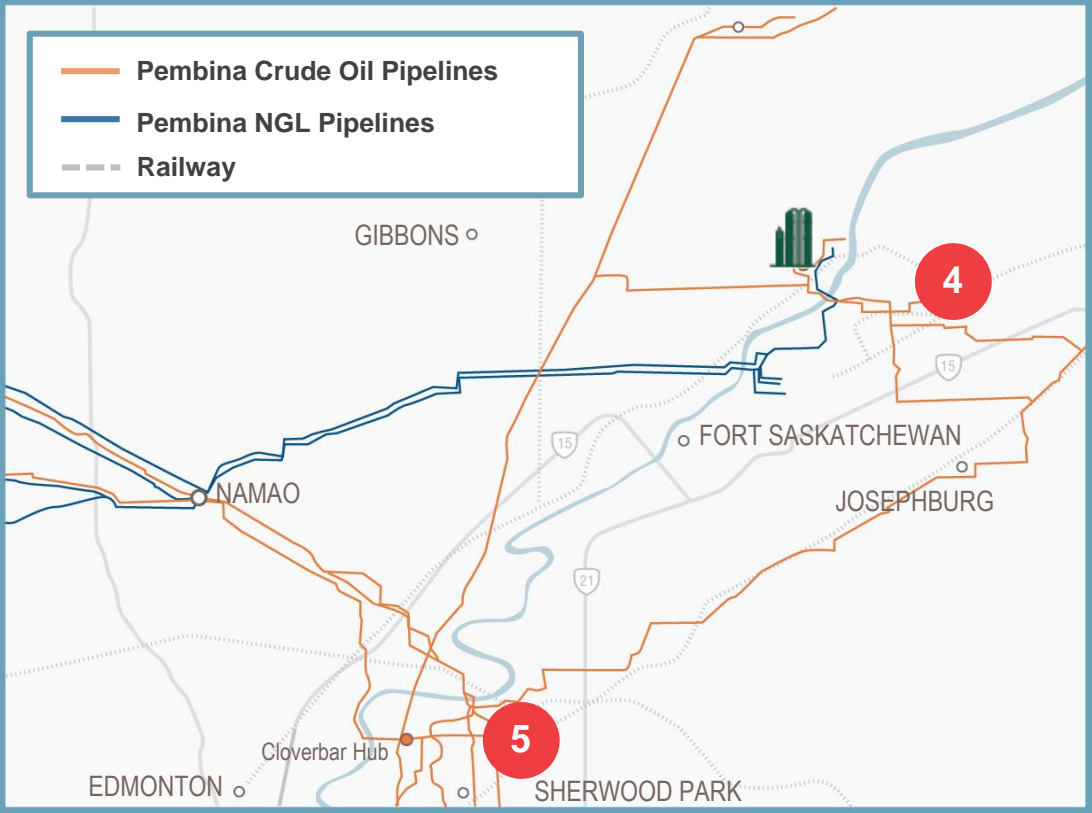 Pembina Crude Oil Pipelines
Pembina NGL Pipelines
Railway
GIBBONS
4
15
15
FORT SASKATCHEWAN
NAMAO
JOSEPHBURG
21
5
Cloverbar Hub
EDMONTON
SHERWOOD PARK